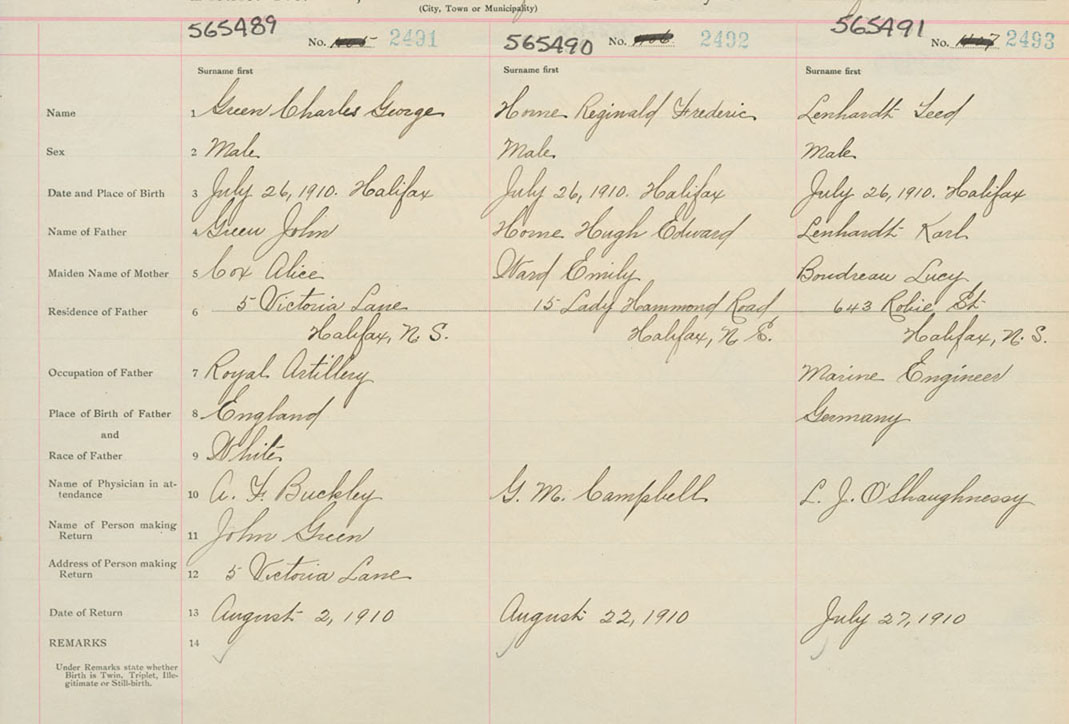 (City, Town or Municipality)
565A89 No. 2491 565A90 No. 2492 565A91 No. 2493
Surname first Surname first Surname first
Name 1 Green Charles George Horne Reginald Frederic Lenhardt Leed
Sex 2 Male Male Male
Date and Place of Birth 3 July 26, 1910. Halifax July 26, 1910. Halifax July 26, 1910. Halifax
Name of Father 4 Green John Horne Hugh Edward Lenhardt Karl
Maiden Name of Mother 5 Cox Alice Ward Emily Boudreau Lucy
Residence of Father 6 5 Victoria Lane 15 Lady Hammond Road 643 Robie St.
Halifax, N. S. Halifax, N. S. Halifax, N. S.
Occupation of Father 7 Royal Artillery Marine Engineer
Place of Birth of Father 8 England Germany
and
Race of Father 9 White
Name of Physician in at-
tendance 10 A. F. Buckley G. M. Campbell L. J. O'Shaughnessy
Name of Person making
Return 11 John Green
Address of Person making
Return 12 5 Victoria Lane
Date of Return 13 August 2, 1910 August 22, 1910 July 27, 1910
REMARKS 14
Under Remarks state whether
Birth is Twin, Triplet, Ille-
gitimate or Still-birth.